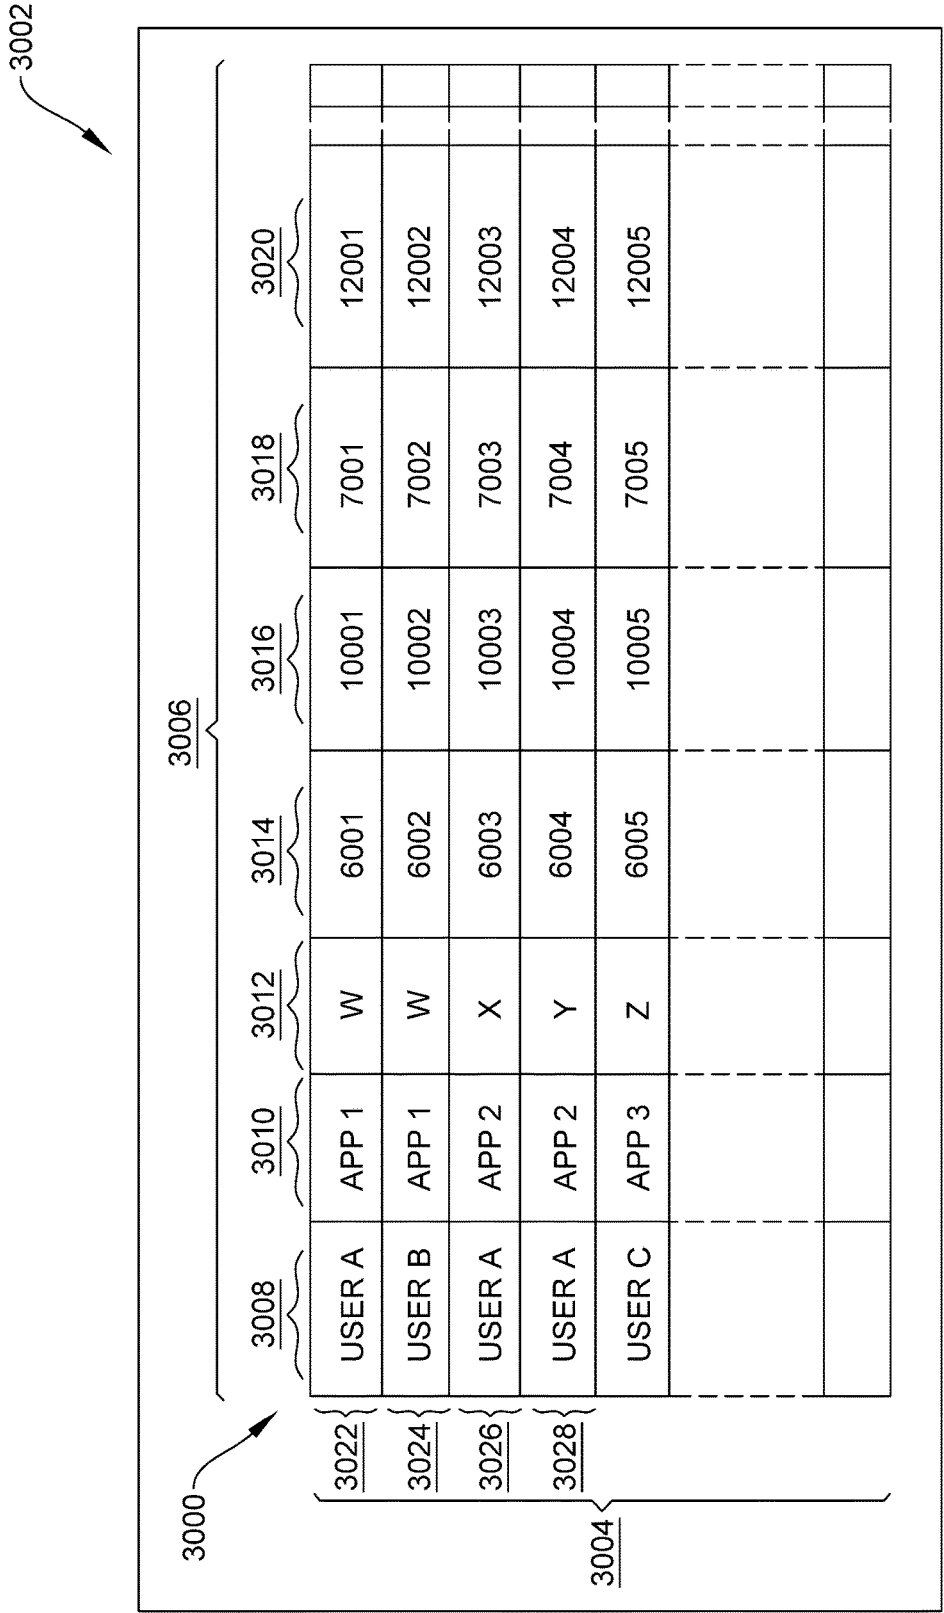 3002
3006
3000
3008 3010 3012 3014 3016 3018 3020
3022 USER A APP 1 W 6001 10001 7001 12001
3024 USER B APP 1 W 6002 10002 7002 12002
3026 USER A APP 2 X 6003 10003 7003 12003
3028 USER A APP 2 Y 6004 10004 7004 12004
USER C APP 3 Z 6005 10005 7005 12005
3004